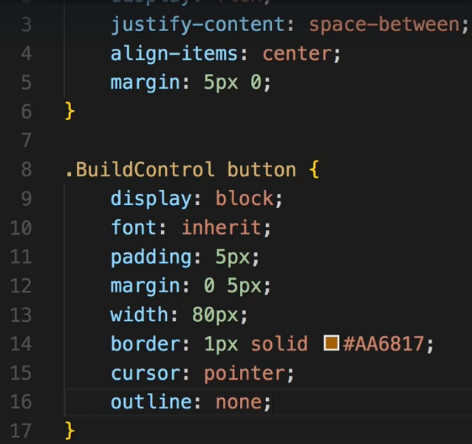 3 justify-content: space-between;
4 align-items: center;
5 margin: 5px 0;
6 }
7
8 .BuildControl button {
9 display: block;
10 font: inherit;
11 padding: 5px;
12 margin: 0 5px;
13 width: 80px;
14 border: 1px solid #AA6817;
15 cursor: pointer;
16 outline: none;
17 }